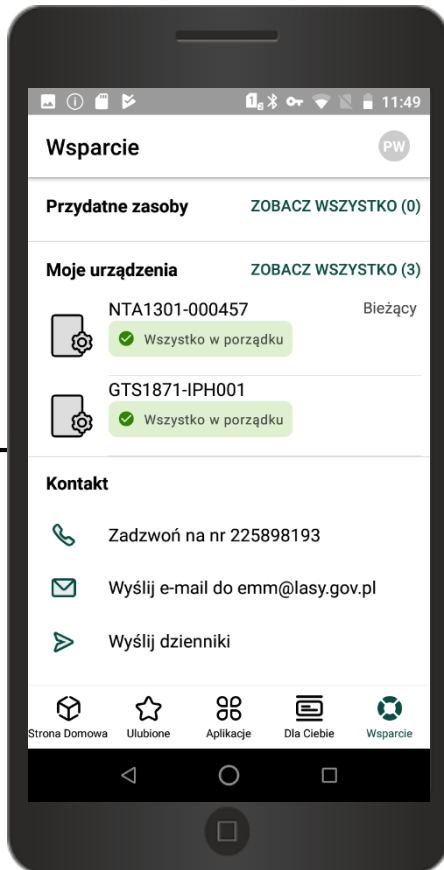 11:49
Wsparcie PW
Przydatne zasoby ZOBACZ WSZYSTKO (0)
Moje urządzenia ZOBACZ WSZYSTKO (3)
NTA1301-000457 Bieżący
Wszystko w porządku
GTS1871-IPH001
Wszystko w porządku
Kontakt
Zadzwoń na nr 225898193
Wyślij e-mail do emm@lasy.gov.pl
Wyślij dzienniki
Strona Domowa Ulubione Aplikacje Dla Ciebie Wsparcie